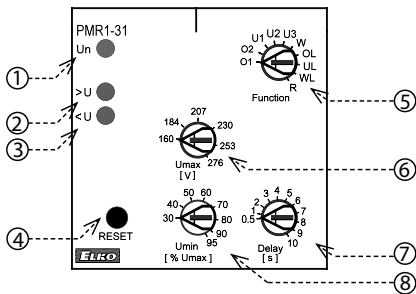 PMR1-31
Un
>U
<U
1
2
3
4
RESET
ELKO
U1 U2 U3 W
O2 OL
O1 UL
WL
R
Function
5
207
184 230
160 253
276
Umax
[ V ]
6
50 60
40 70
30 80
90
95
Umin
[ % Umax ]
8
3 4 5
2 6
1 7
0.5 8
9
10
Delay
[ s ]
7